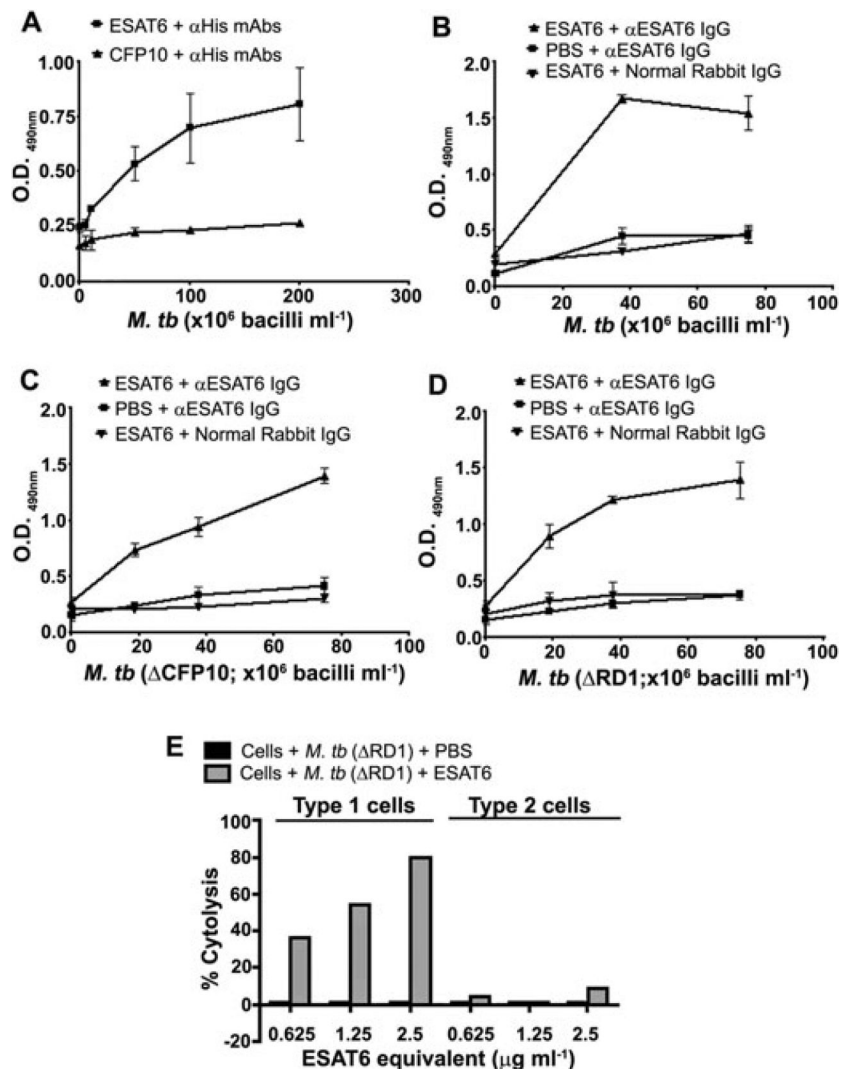 A
ESAT6 + αHis mAbs
CFP10 + αHis mAbs
1.00
0.75
0.50
0.25
0.00
O.D. 490nm
0 100 200 300
M. tb (x10⁶ bacilli ml⁻¹)
B
ESAT6 + αESAT6 IgG
PBS + αESAT6 IgG
ESAT6 + Normal Rabbit IgG
2.0
1.5
1.0
0.5
0.0
O.D. 490nm
0 20 40 60 80 100
M. tb (x10⁶ bacilli ml⁻¹)
C
ESAT6 + αESAT6 IgG
PBS + αESAT6 IgG
ESAT6 + Normal Rabbit IgG
2.0
1.5
1.0
0.5
0.0
O.D. 490nm
0 20 40 60 80 100
M. tb (ΔCFP10; x10⁶ bacilli ml⁻¹)
D
ESAT6 + αESAT6 IgG
PBS + αESAT6 IgG
ESAT6 + Normal Rabbit IgG
2.0
1.5
1.0
0.5
0.0
O.D. 490nm
0 20 40 60 80 100
M. tb (ΔRD1;x10⁶ bacilli ml⁻¹)
E
Cells + M. tb (ΔRD1) + PBS
Cells + M. tb (ΔRD1) + ESAT6
Type 1 cells Type 2 cells
100
80
60
40
20
0
-20
% Cytolysis
0.625 1.25 2.5 0.625 1.25 2.5
ESAT6 equivalent (μg ml⁻¹)